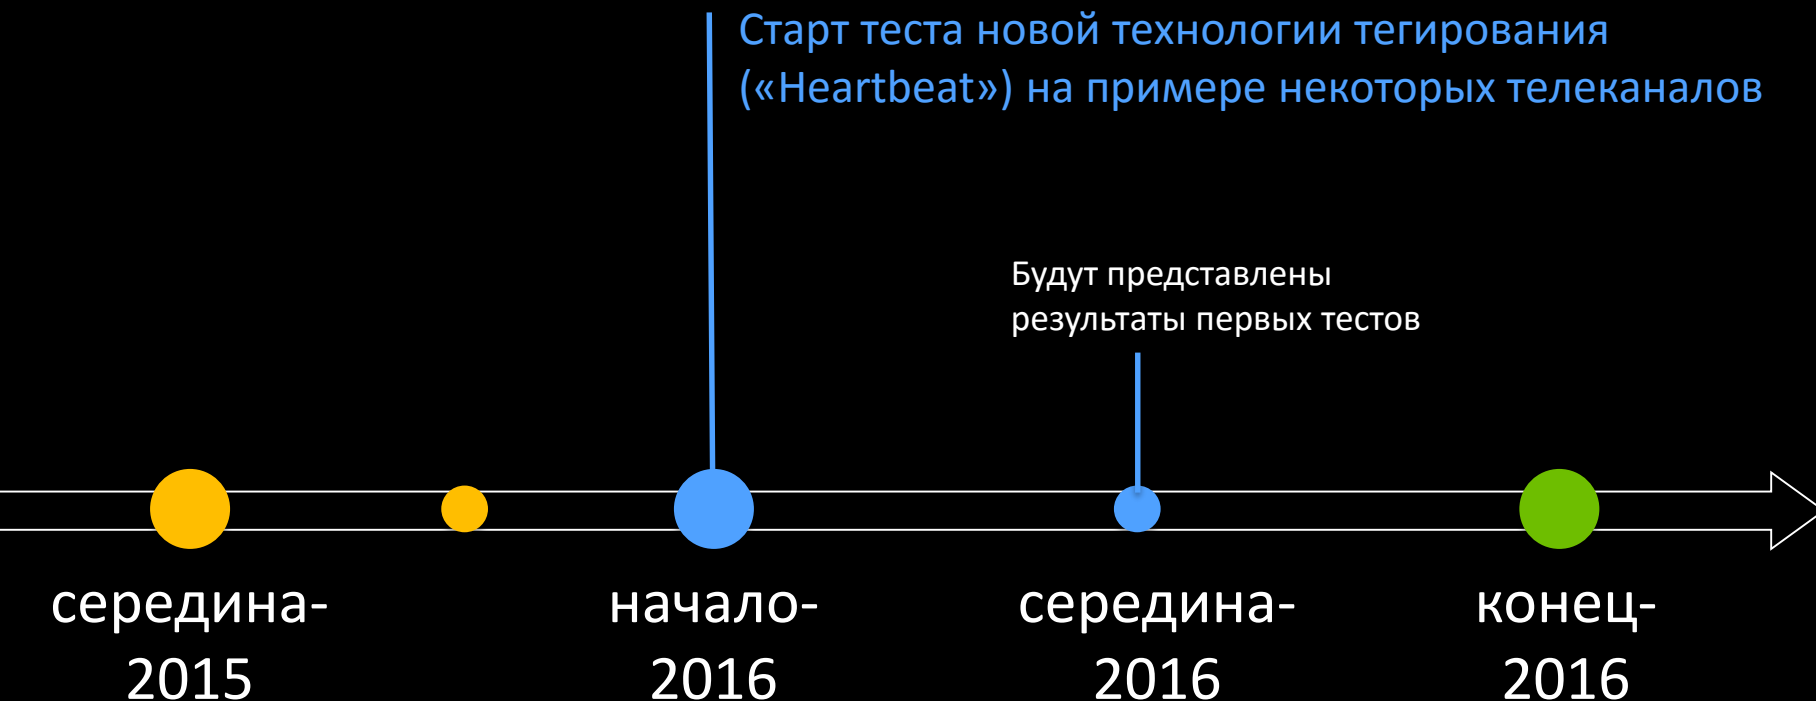 Старт теста новой технологии тегирования
(«Heartbeat») на примере некоторых телеканалов
Будут представлены
результаты первых тестов
середина-
2015
начало-
2016
середина-
2016
конец-
2016